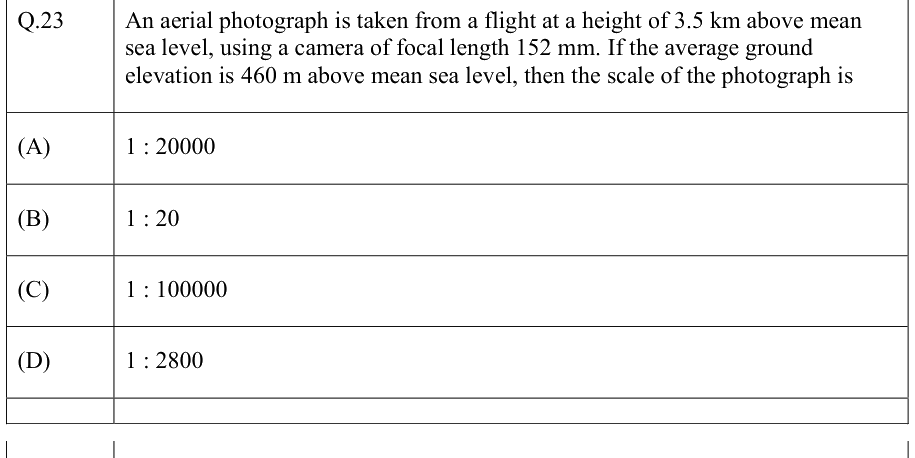 Q.23 An aerial photograph is taken from a flight at a height of 3.5 km above mean
sea level, using a camera of focal length 152 mm. If the average ground
elevation is 460 m above mean sea level, then the scale of the photograph is
(A) 1 : 20000
(B) 1 : 20
(C) 1 : 100000
(D) 1 : 2800